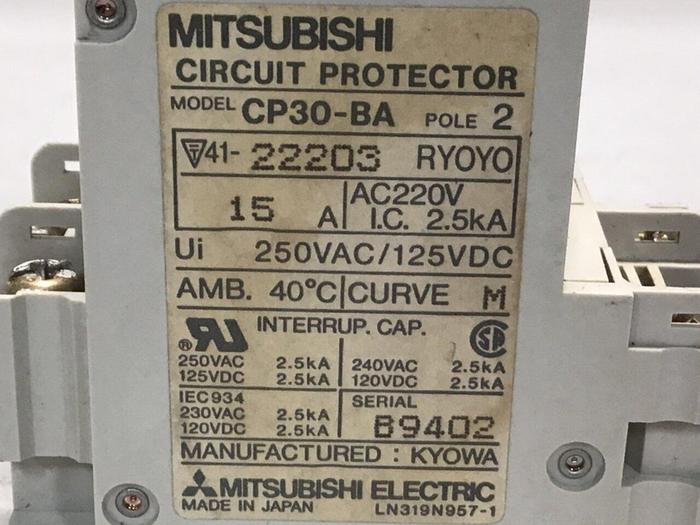 MITSUBISHI
CIRCUIT PROTECTOR
MODEL CP30-BA POLE 2
41-22203 RYOYO
15 A AC220V
I.C. 2.5kA
Ui 250VAC/125VDC
AMB. 40°C CURVE M
INTERRUP. CAP.
250VAC 2.5kA 240VAC 2.5kA
125VDC 2.5kA 120VDC 2.5kA
IEC934 SERIAL
230VAC 2.5kA
120VDC 2.5kA B9402
MANUFACTURED : KYOWA
MITSUBISHI ELECTRIC
MADE IN JAPAN LN319N957-1